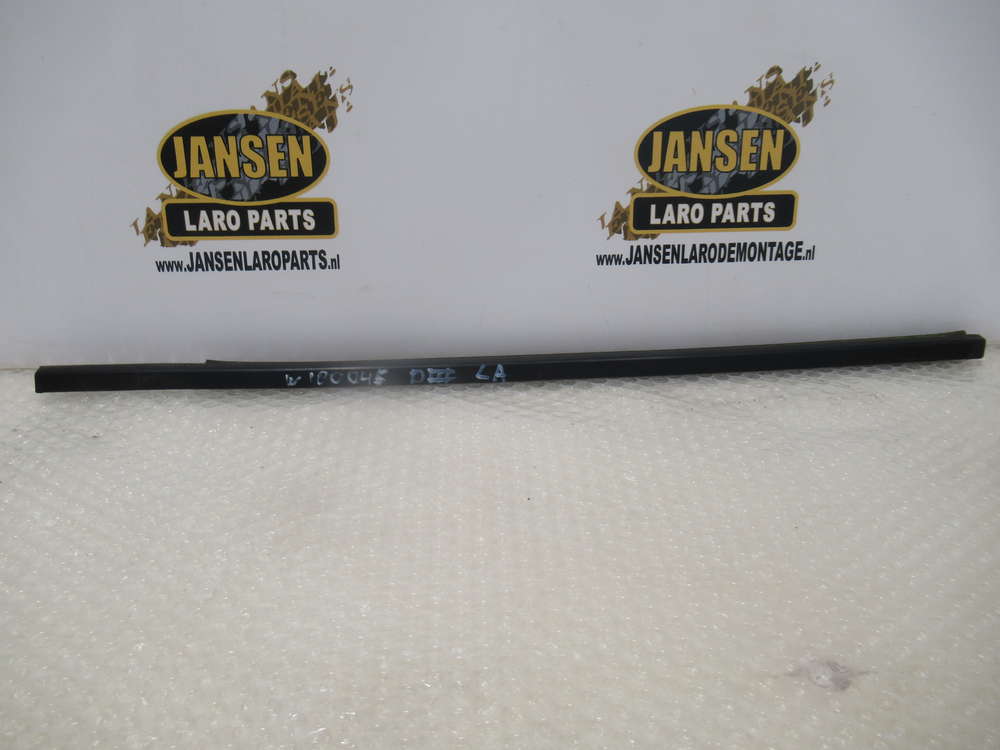 JANSEN
LARO PARTS
www.JANSENLAROPARTS.nl
JANSEN
LARO PARTS
www.JANSENLARODEMONTAGE.nl
LA